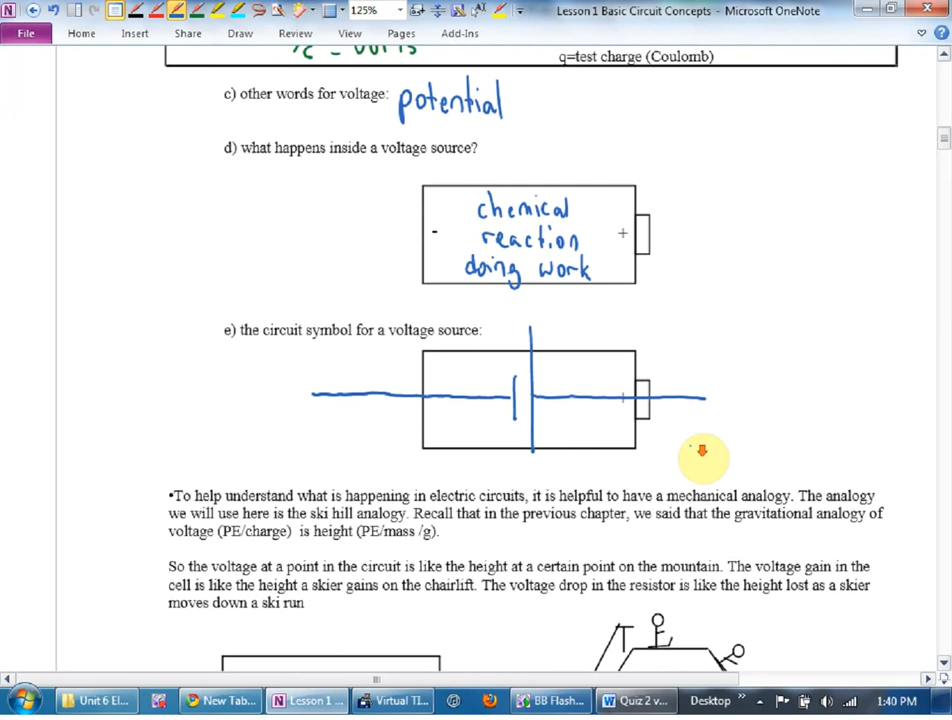 125%
Lesson 1 Basic Circuit Concepts - Microsoft OneNote
File Home Insert Share Draw Review Pages View Add-Ins
/c = volts
q=test charge (Coulomb)
c) other words for voltage: potential
d) what happens inside a voltage source?
chemical
- reaction +
doing work
e) the circuit symbol for a voltage source:
+
•To help understand what is happening in electric circuits, it is helpful to have a mechanical analogy. The analogy
we will use here is the ski hill analogy. Recall that in the previous chapter, we said that the gravitational analogy of
voltage (PE/charge) is height (PE/mass /g).
So the voltage at a point in the circuit is like the height at a certain point on the mountain. The voltage gain in the
cell is like the height a skier gains on the chairlift. The voltage drop in the resistor is like the height lost as a skier
moves down a ski run
Unit 6 El... New Tab... Lesson 1 ... Virtual TI... BB Flash... Quiz 2 v... Desktop » 1:40 PM